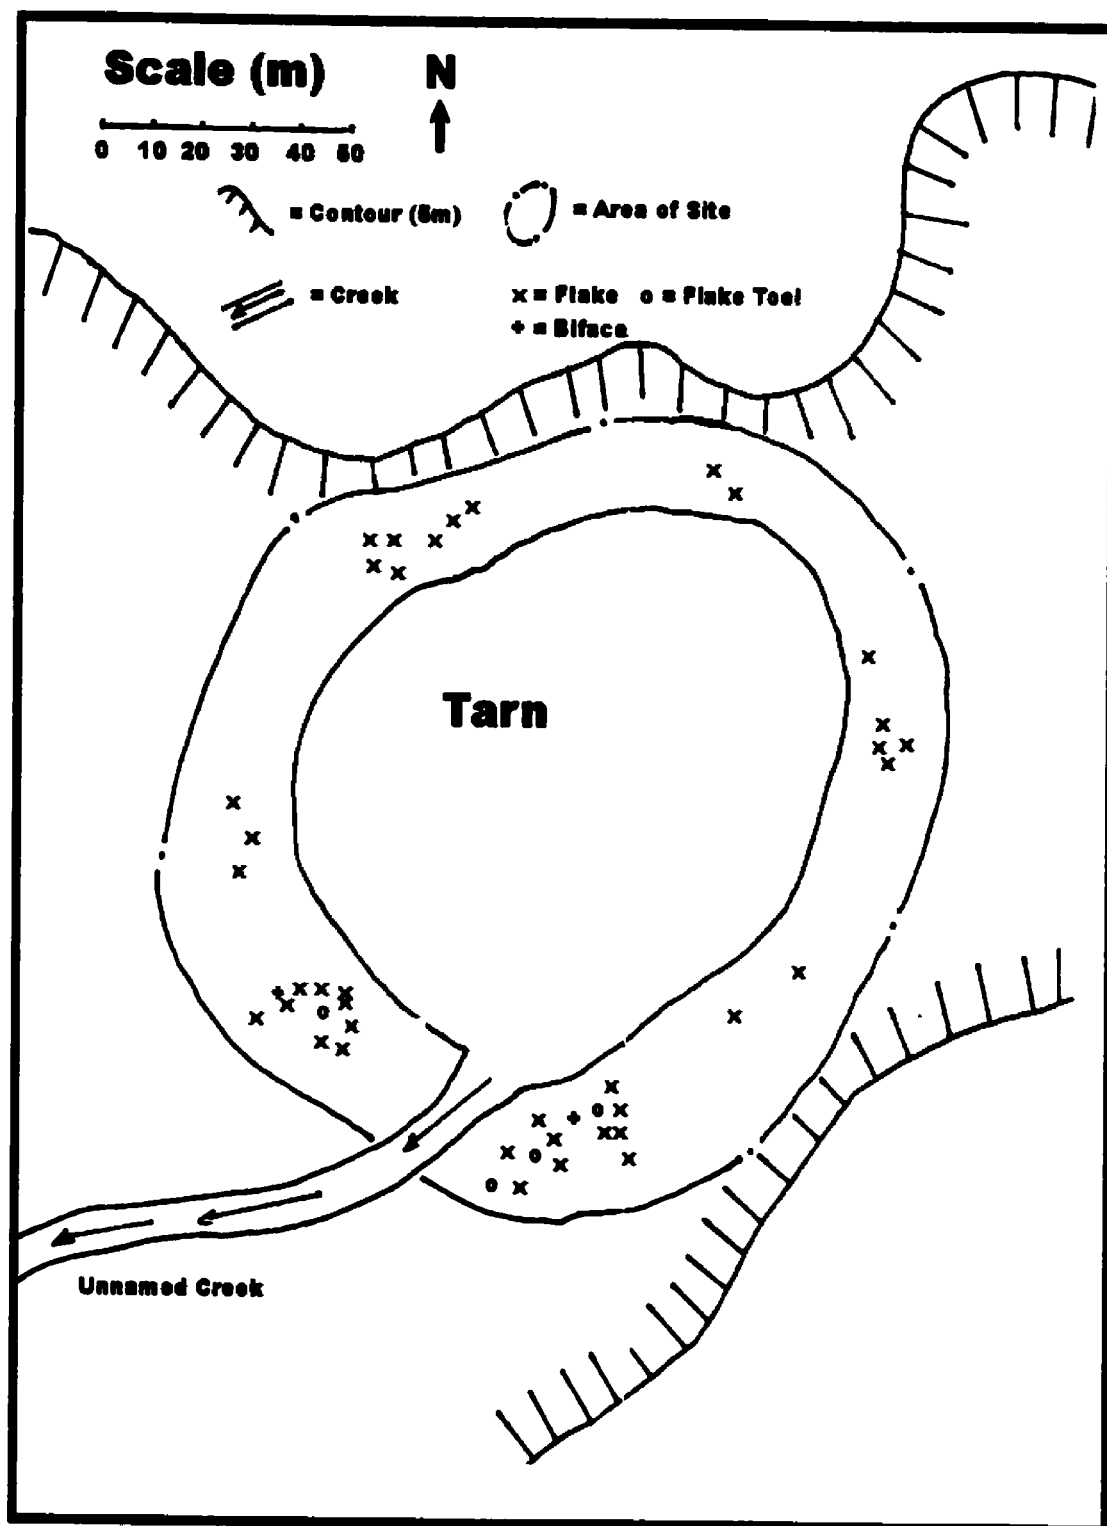 Scale (m)
N
0 10 20 30 40 50
= Contour (5m)
= Area of Site
= Creek
x = Flake o = Flake Tool
+ = Biface
Tarn
Unnamed Creek